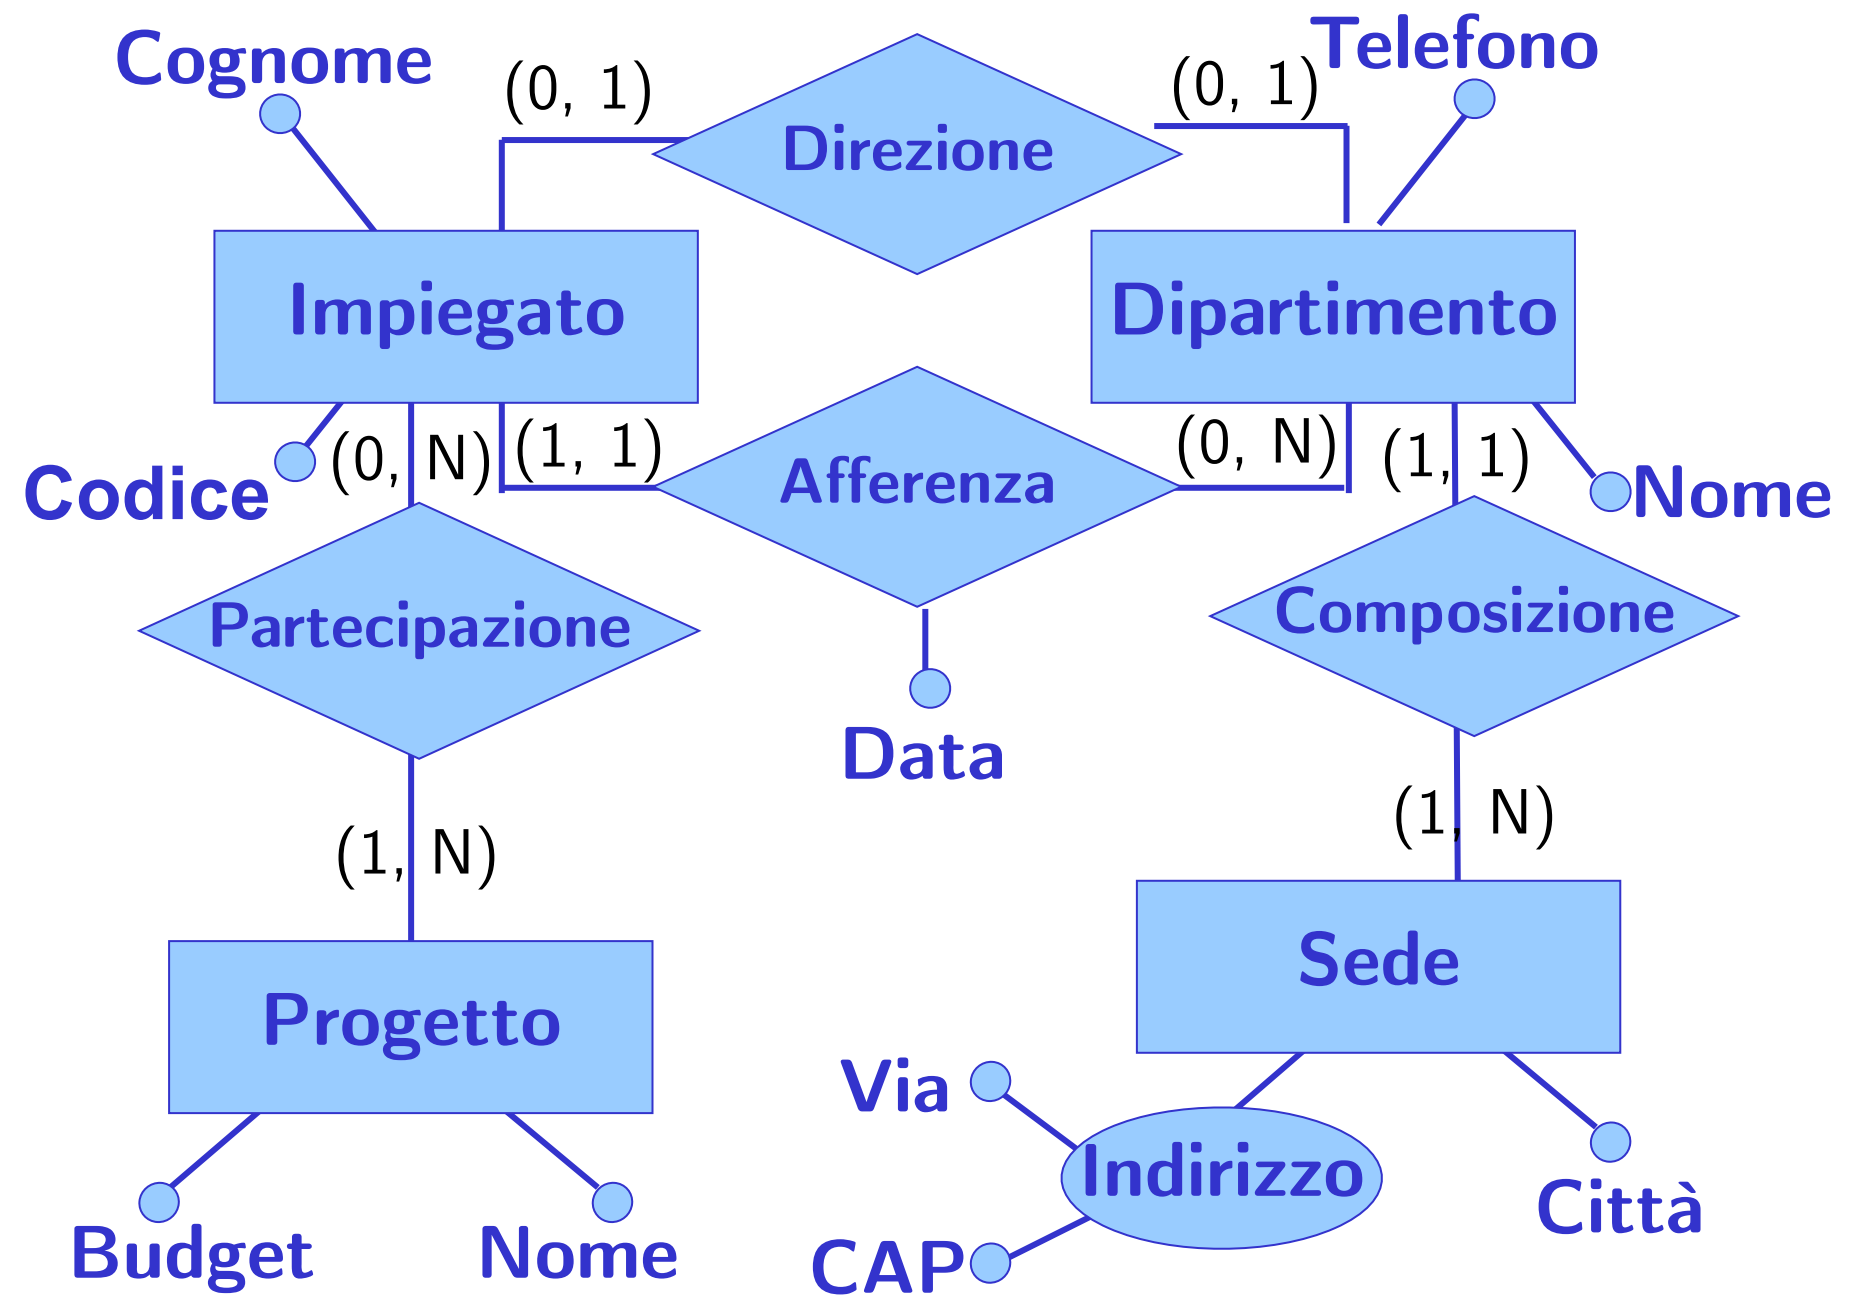 Cognome
Telefono
(0, 1)
(0, 1)
Direzione
Impiegato
Dipartimento
(0, N)
(1, 1)
(0, N)
(1, 1)
Codice
Afferenza
Nome
Partecipazione
Composizione
Data
(1, N)
(1, N)
Sede
Progetto
Via
Indirizzo
Città
Budget
Nome
CAP